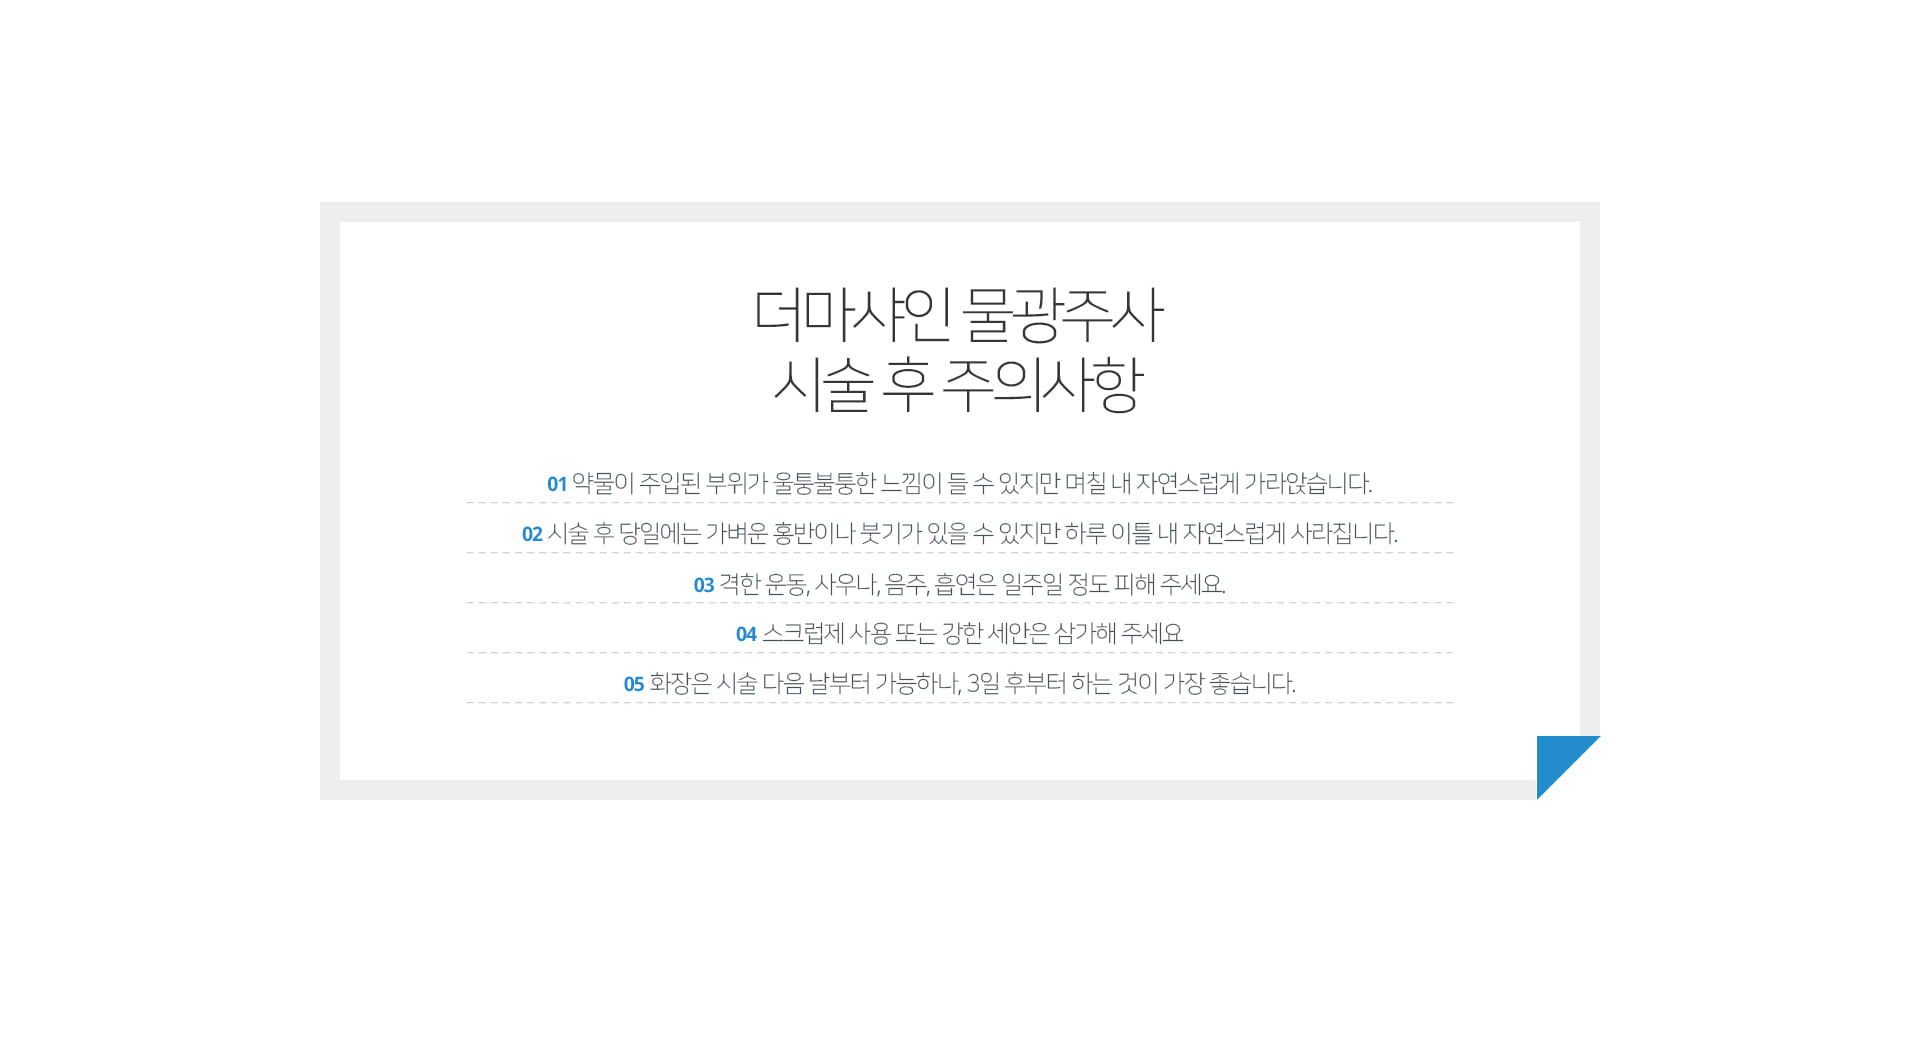 더마샤인 물광주사
시술 후 주의사항
01 약물이 주입된 부위가 울퉁불퉁한 느낌이 들 수 있지만 며칠 내 자연스럽게 가라앉습니다.
02 시술 후 당일에는 가벼운 홍반이나 붓기가 있을 수 있지만 하루 이틀 내 자연스럽게 사라집니다.
03 격한 운동, 사우나, 음주, 흡연은 일주일 정도 피해 주세요.
04 스크럽제 사용 또는 강한 세안은 삼가해 주세요
05 화장은 시술 다음 날부터 가능하나, 3일 후부터 하는 것이 가장 좋습니다.